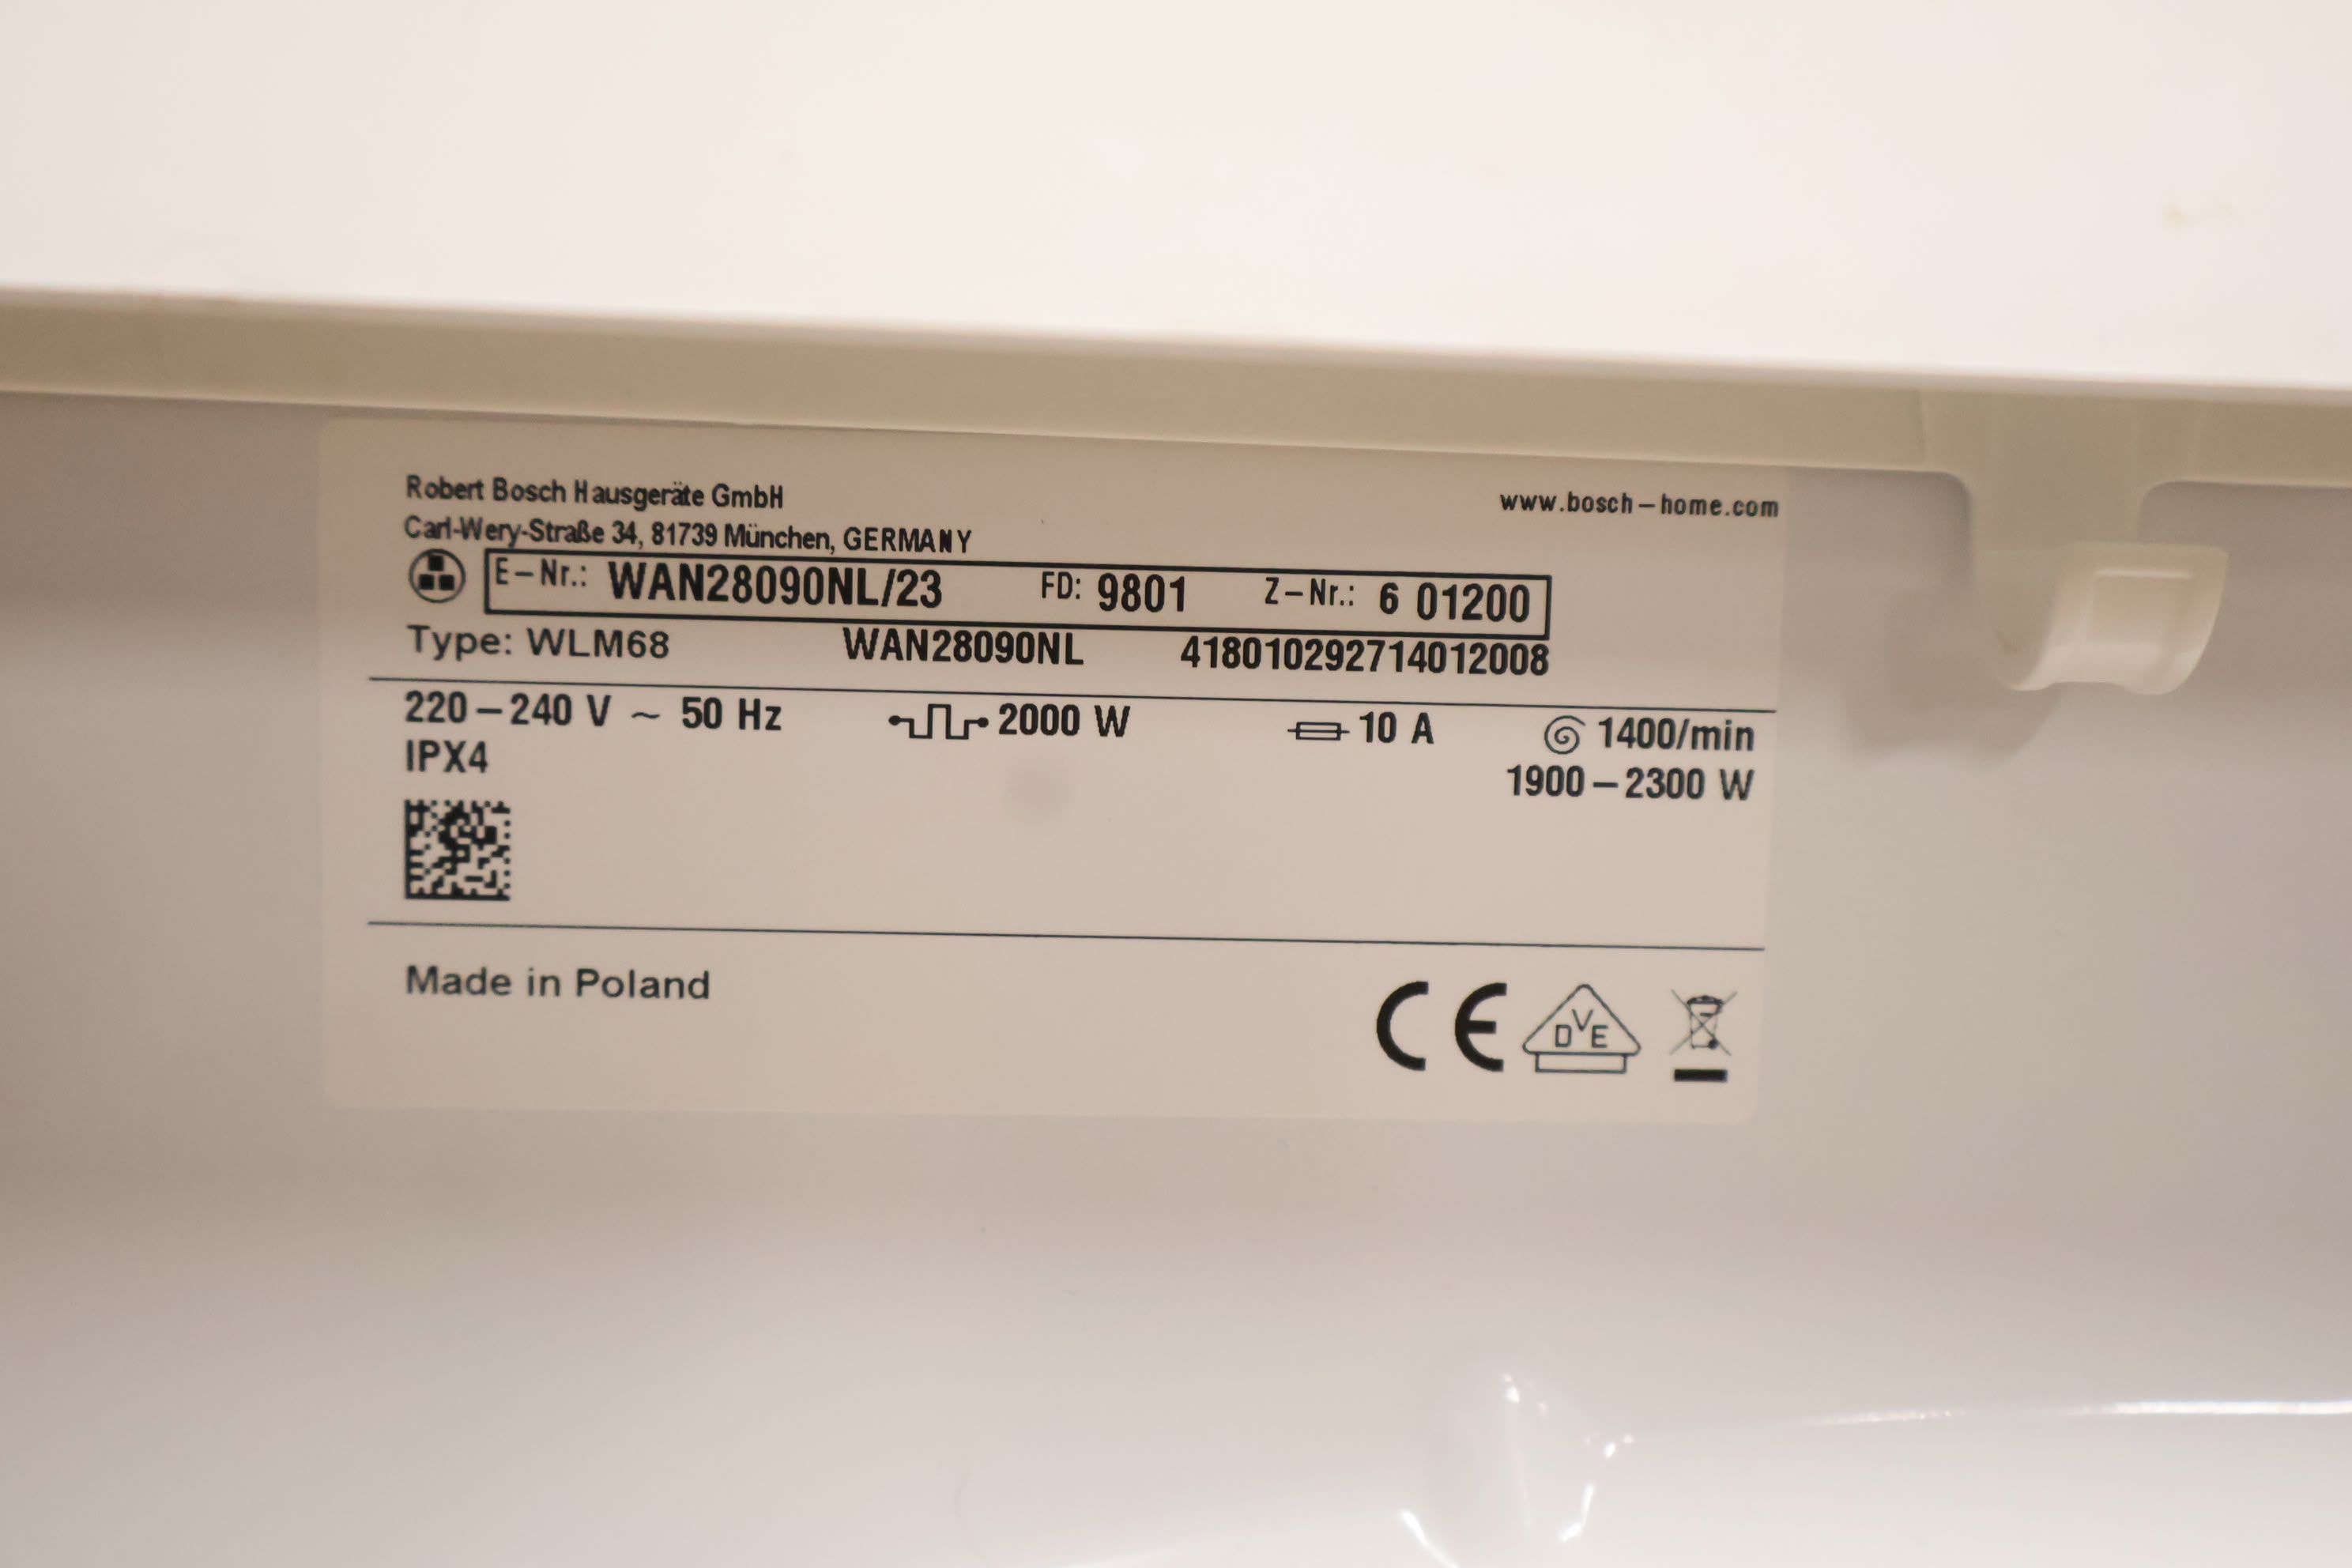 Robert Bosch Hausgeräte GmbH www.bosch-home.com
Carl-Wery-Straße 34, 81739 München, GERMANY
E-Nr.: WAN28090NL/23 FD: 9801 Z-Nr.: 6 01200
Type: WLM68 WAN28090NL 418010292714012008
220-240 V ~ 50 Hz 2000 W 10 A 1400/min
IPX4 1900-2300 W
Made in Poland
CE DVE